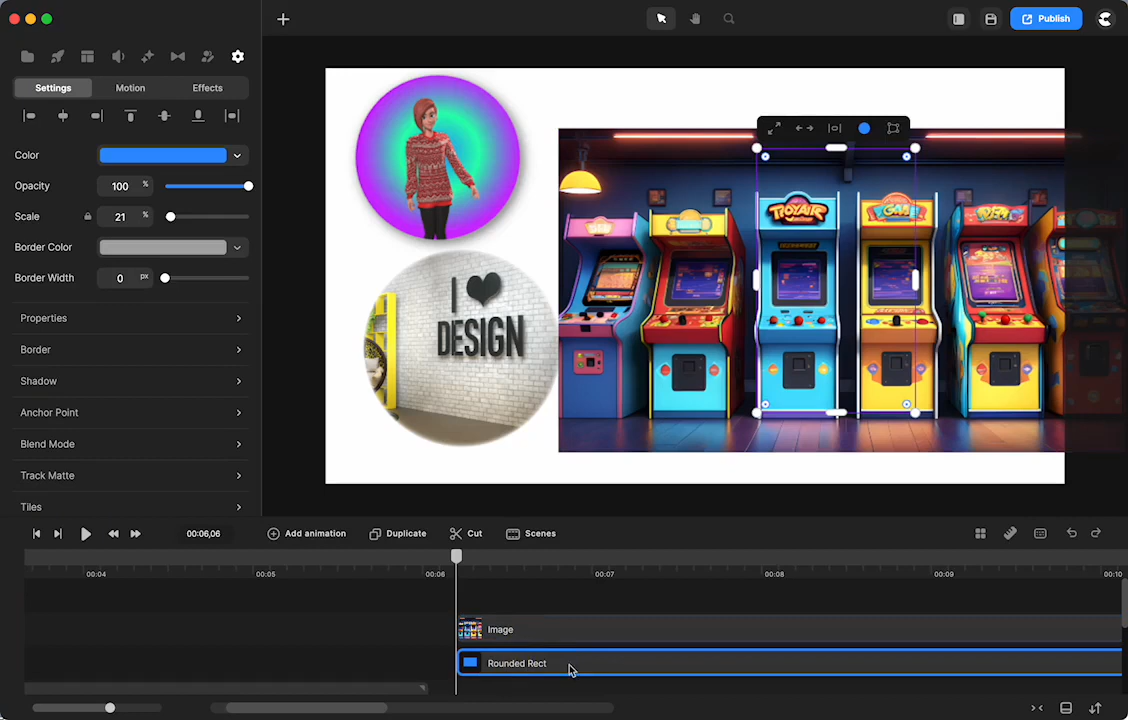 Publish
Settings
Motion
Effects
Color
Opacity
100 %
Scale
21 %
Border Color
Border Width
0 px
Properties
Border
Shadow
Anchor Point
Blend Mode
Track Matte
Tiles
I
DESIGN
TROYAIR
GAA
00:06,06
Add animation
Duplicate
Cut
Scenes
00:04
00:05
00:06
00:07
00:08
00:09
00:10
Image
Rounded Rect